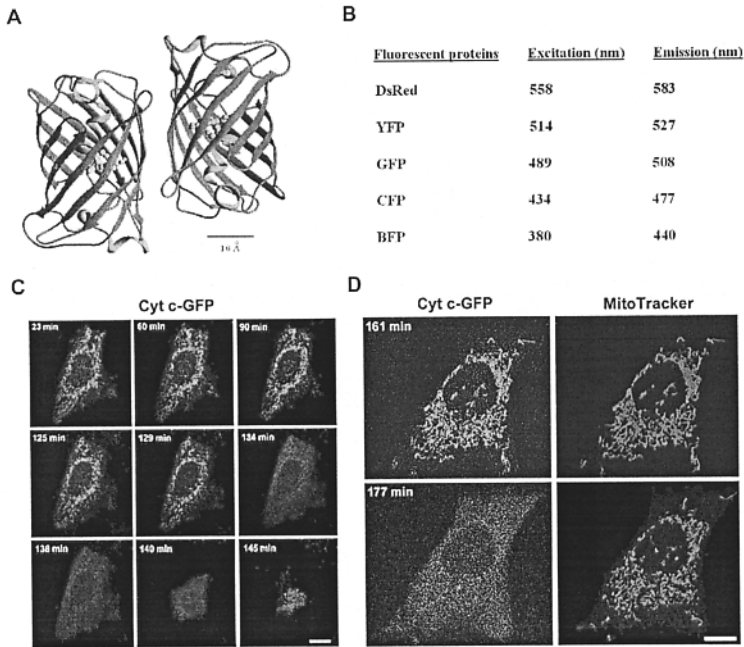 A
16 Å
B
Fluorescent proteins Excitation (nm) Emission (nm)
DsRed 558 583
YFP 514 527
GFP 489 508
CFP 434 477
BFP 380 440
C
Cyt c-GFP
23 min 60 min 90 min
125 min 129 min 134 min
138 min 140 min 145 min
D
Cyt c-GFP MitoTracker
161 min
177 min